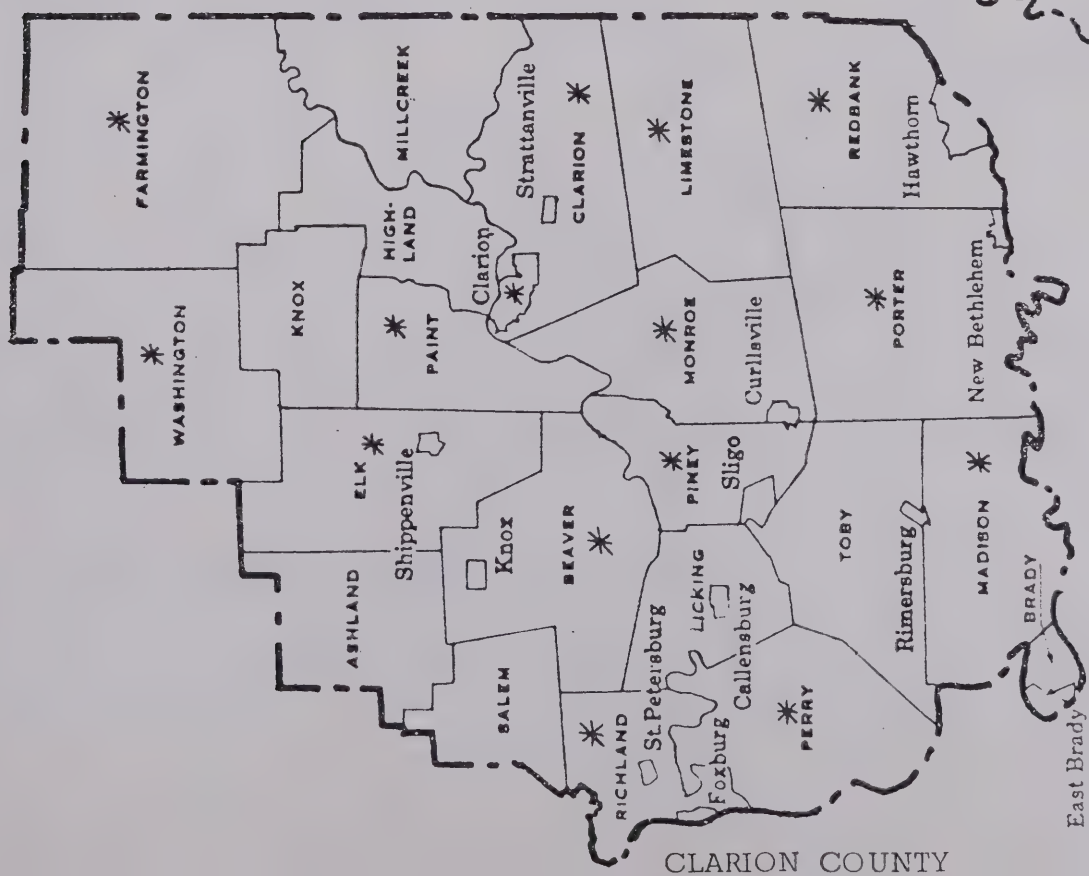 FARMINGTON
WASHINGTON
MILLCREEK
HIGH-
LAND
KNOX
Strattanville
CLARION
Clarion
PAINT
ELK
Shippenville
ASHLAND
LIMESTONE
MONROE
Curllsville
Knox
BEAVER
SALEM
PINEY
Sligo
LICKING
Callensburg
St.Petersburg
RICHLAND
Foxburg
REDBANK
Hawthorn
PORTER
New Bethlehem
TOBY
Rimersburg
PERRY
MADISON
BRADY
East Brady
CLARION COUNTY